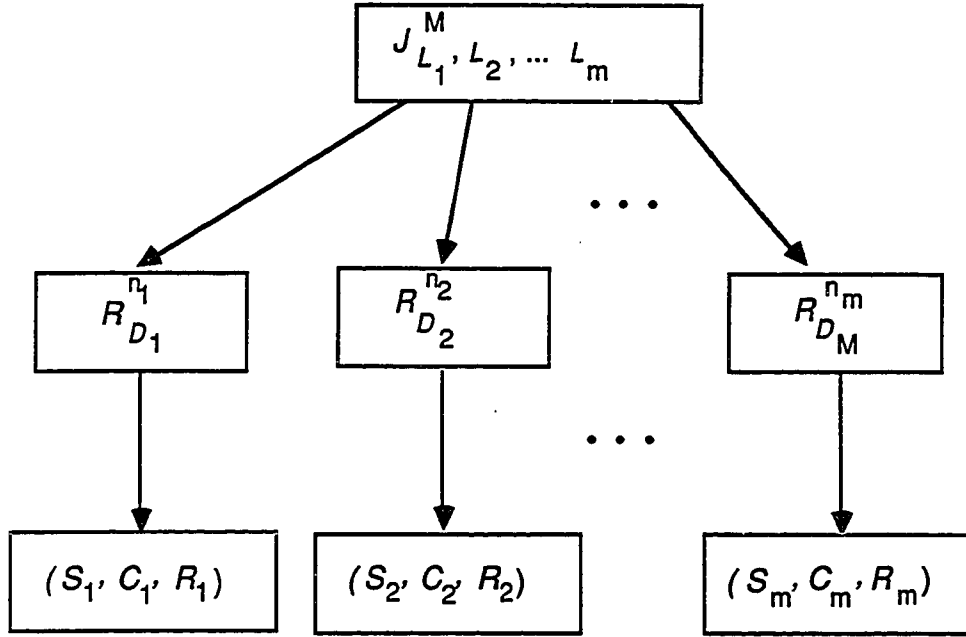 J^M_{L_1}, L_2, ... L_m
• • •
R^{n_1}_{D_1} R^{n_2}_{D_2} R^{n_m}_{D_M}
• • •
(S_1, C_1, R_1) (S_2, C_2, R_2) (S_m, C_m, R_m)